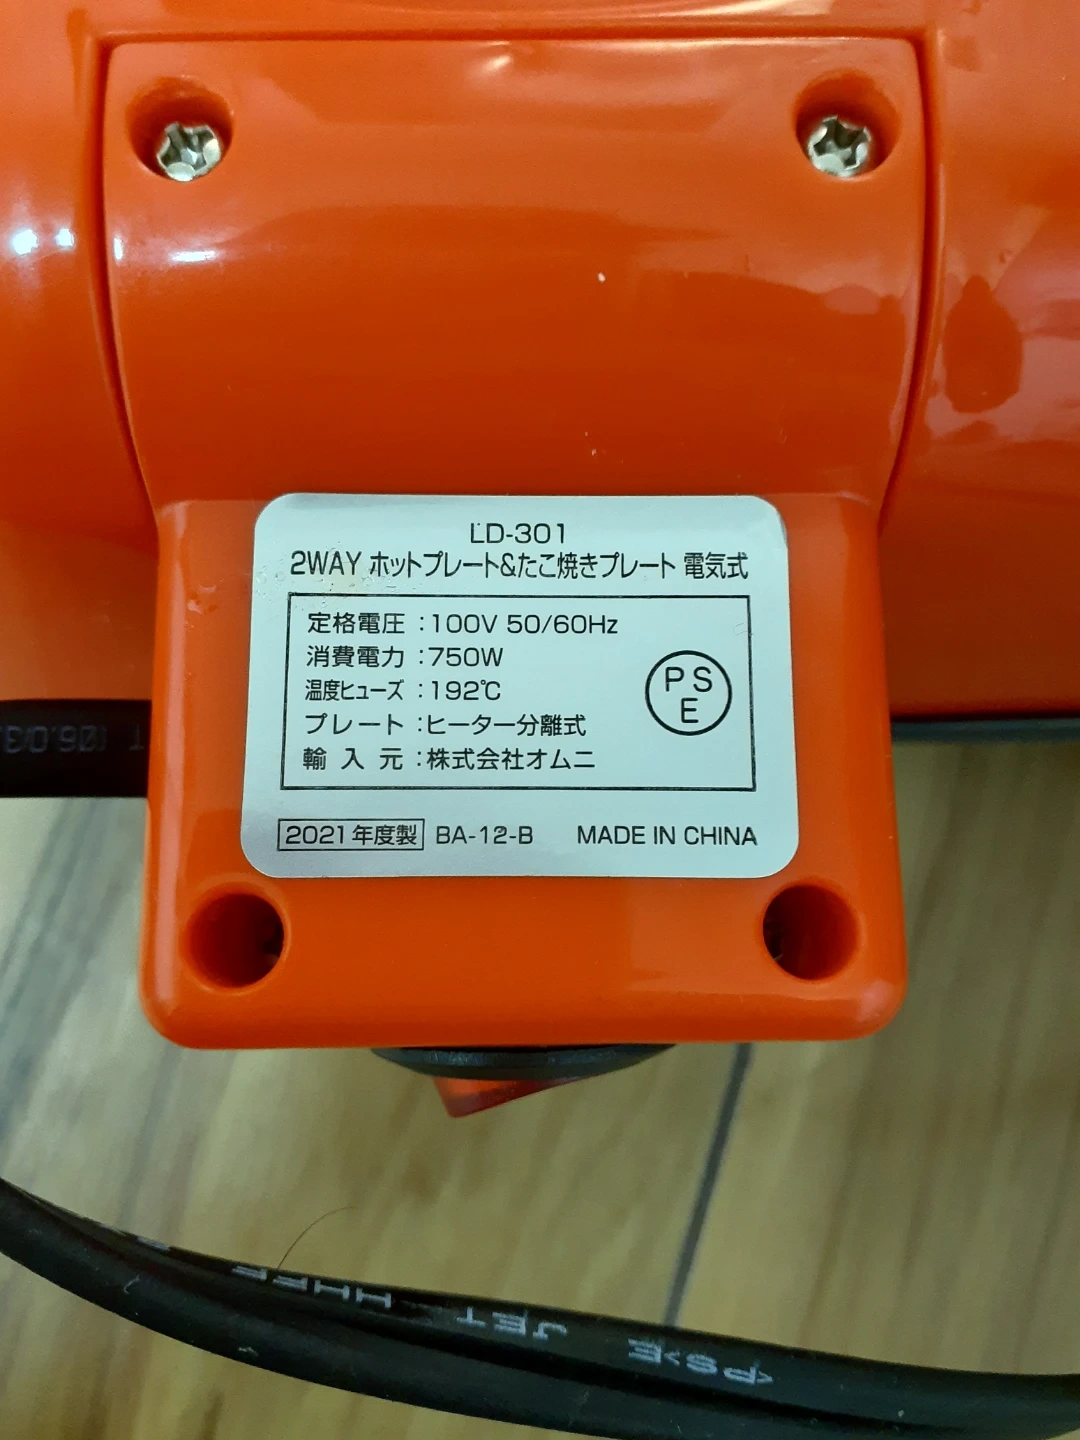 LD-301
2WAY ホットプレート&たこ焼きプレート 電気式
定格電圧:100V 50/60Hz
消費電力:750W
温度ヒューズ:192℃
プレート:ヒーター分離式
輸入元:株式会社オムニ
PS
E
2021年度製 BA-12-B MADE IN CHINA
JET <PS>E